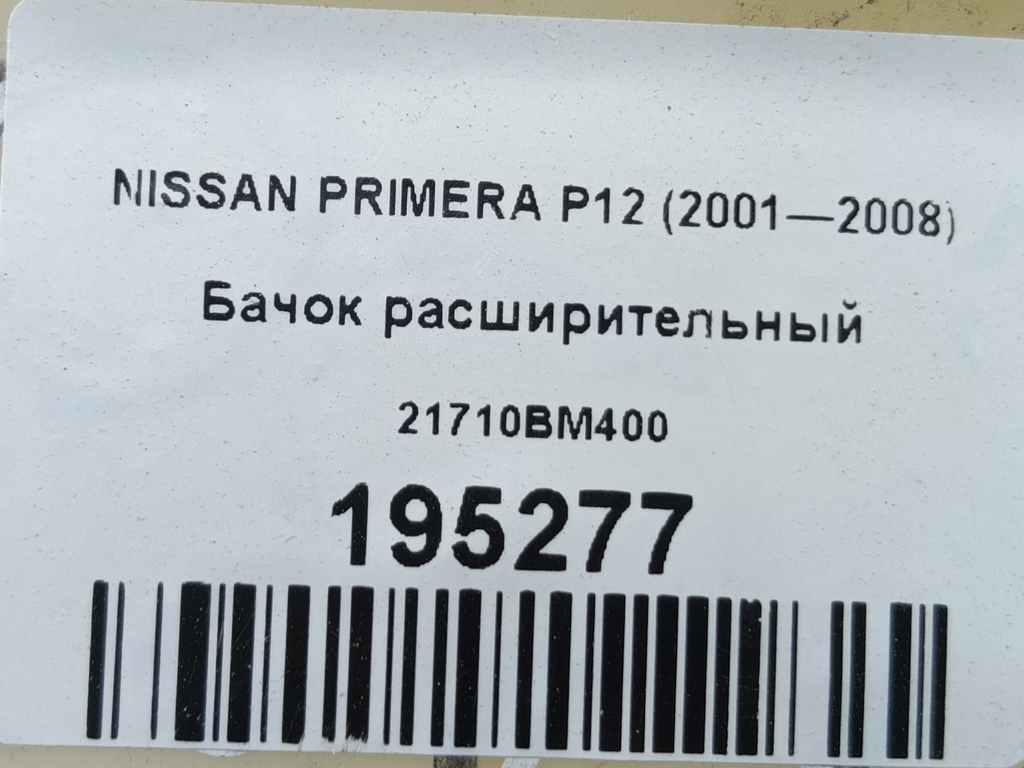 NISSAN PRIMERA P12 (2001—2008)
Бачок расширительный
21710BM400
195277